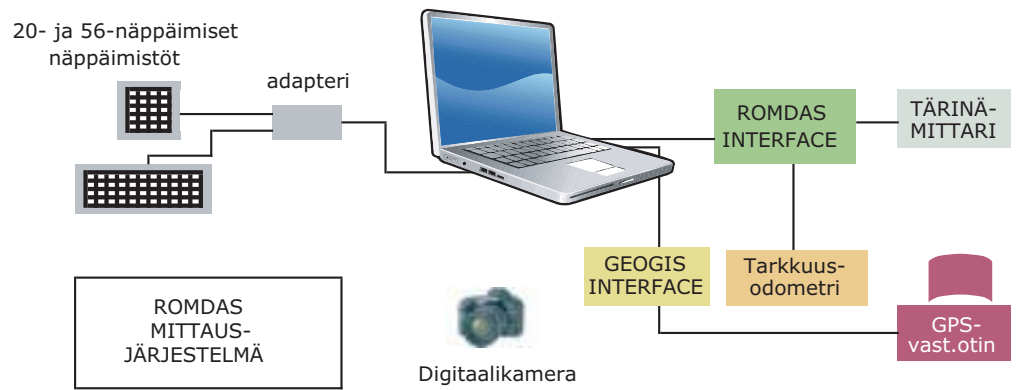 20- ja 56-näppäimiset
näppäimistöt
adapteri
ROMDAS
INTERFACE
TÄRINÄ-
MITTARI
GEOGIS
INTERFACE
Tarkkuus-
odometri
GPS-
vast.otin
ROMDAS
MITTAUS-
JÄRJESTELMÄ
Digitaalikamera